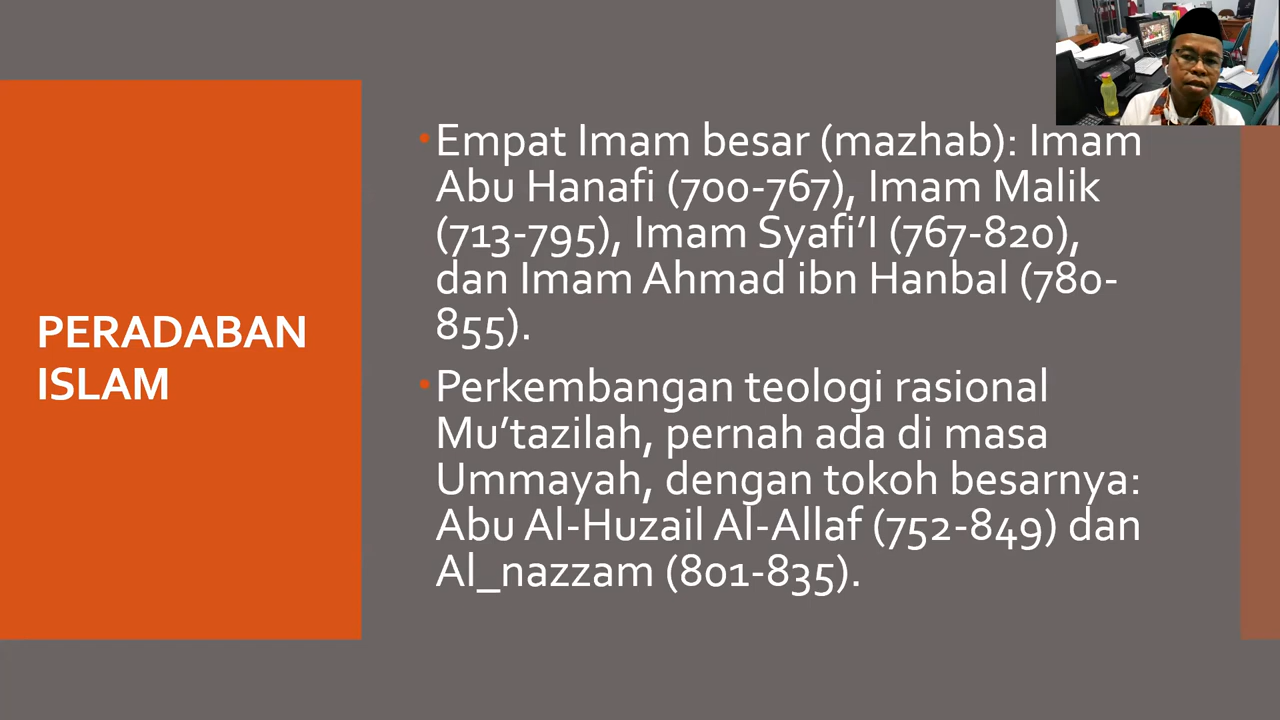 PERADABAN
ISLAM
Empat Imam besar (mazhab): Imam
Abu Hanafi (700-767), Imam Malik
(713-795), Imam Syafi’I (767-820),
dan Imam Ahmad ibn Hanbal (780-
855).
Perkembangan teologi rasional
Mu’tazilah, pernah ada di masa
Ummayah, dengan tokoh besarnya:
Abu Al-Huzail Al-Allaf (752-849) dan
Al_nazzam (801-835).